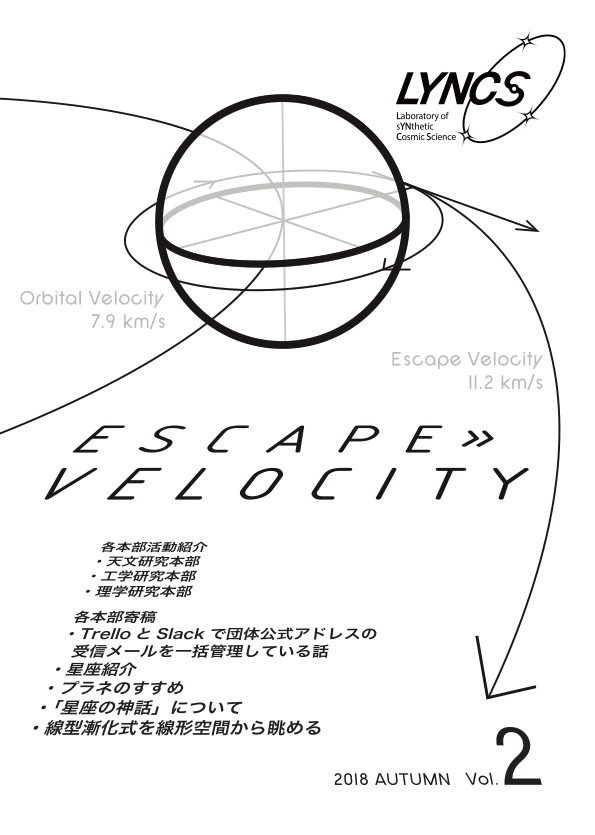 LYNCS
Laboratory of
sYNthetic
Cosmic Science
Orbital Velocity
7.9 km/s
Escape Velocity
11.2 km/s
ESCAPE»
VELOCITY
各本部活動紹介
・天文研究本部
・工学研究本部
・理学研究本部
各本部寄稿
・Trello と Slack で団体公式アドレスの
受信メールを一括管理している話
・星座紹介
・プラネのすすめ
・「星座の神話」について
・線型漸化式を線形空間から眺める
2018 AUTUMN Vol.2